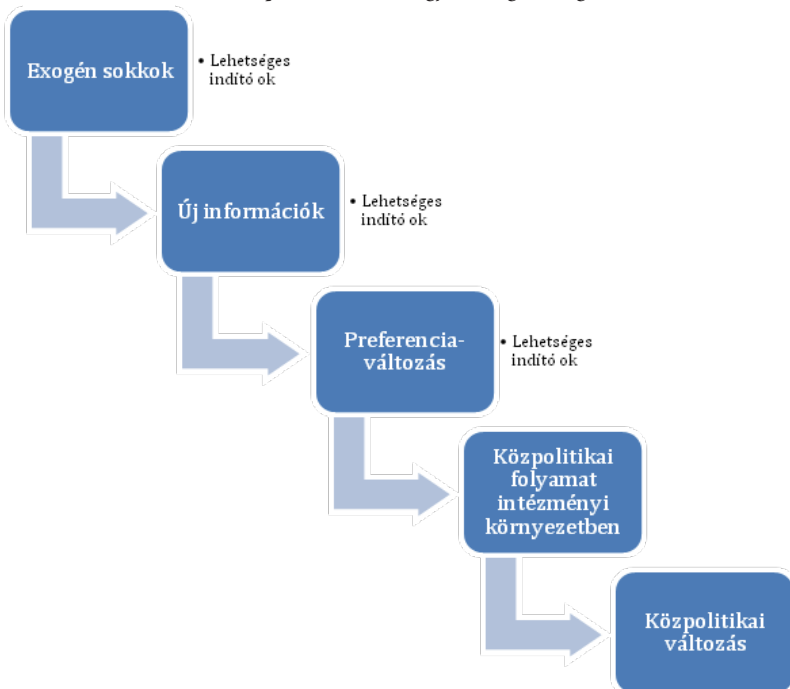 Exogén sokkok
• Lehetséges
indító ok
Új információk
• Lehetséges
indító ok
Preferencia-
változás
• Lehetséges
indító ok
Közpolitikai
folyamat
intézményi
környezetben
Közpolitikai
változás